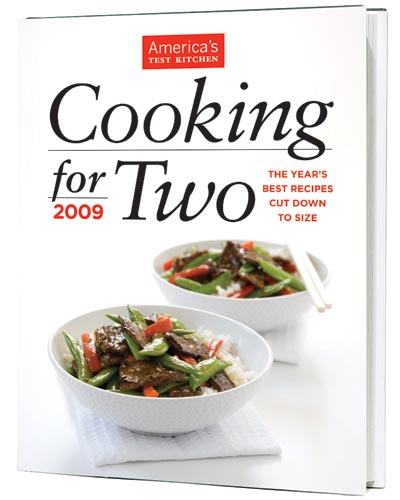 America's
TEST KITCHEN
Cooking
for Two
2009
THE YEAR'S
BEST RECIPES
CUT DOWN
TO SIZE